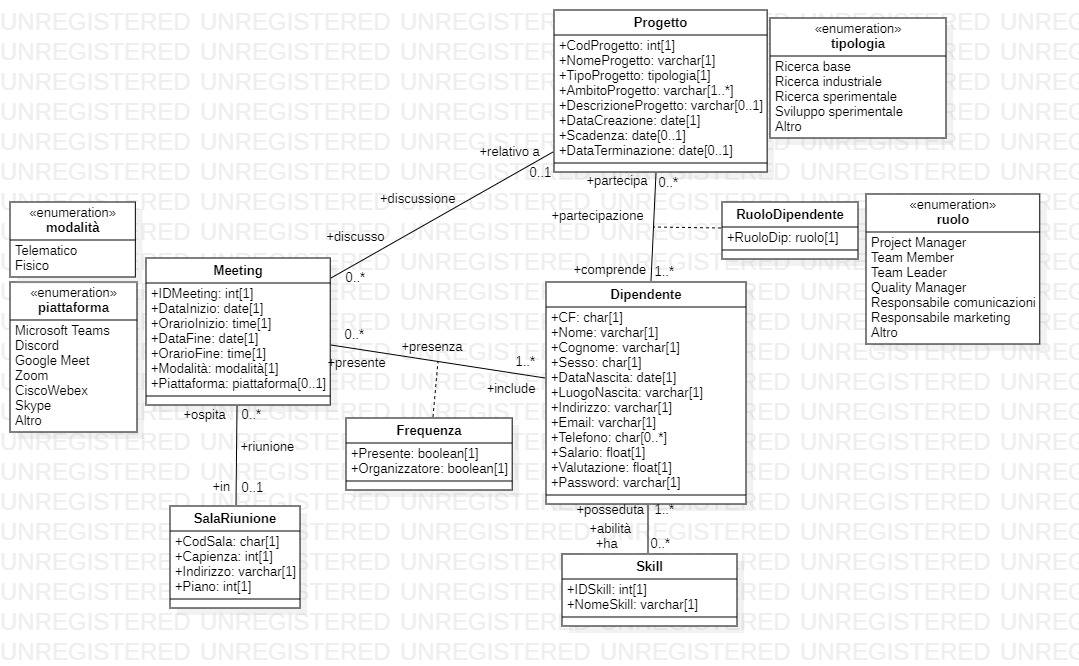 Progetto
+CodProgetto: int[1]
+NomeProgetto: varchar[1]
+TipoProgetto: tipologia[1]
+AmbitoProgetto: varchar[1..*]
+DescrizioneProgetto: varchar[0..1]
+DataCreazione: date[1]
+Scadenza: date[0..1]
+DataTerminazione: date[0..1]
«enumeration»
tipologia
Ricerca base
Ricerca industriale
Ricerca sperimentale
Sviluppo sperimentale
Altro
+relativo a
0..1
+discussione
+discusso
0..*
+partecipa
0..*
+partecipazione
+comprende
1..*
RuoloDipendente
+RuoloDip: ruolo[1]
«enumeration»
ruolo
Project Manager
Team Member
Team Leader
Quality Manager
Responsabile comunicazioni
Responsabile marketing
Altro
«enumeration»
modalità
Telematico
Fisico
«enumeration»
piattaforma
Microsoft Teams
Discord
Google Meet
Zoom
CiscoWebex
Skype
Altro
Meeting
+IDMeeting: int[1]
+DataInizio: date[1]
+OrarioInizio: time[1]
+DataFine: date[1]
+OrarioFine: time[1]
+Modalità: modalità[1]
+Piattaforma: piattaforma[0..1]
0..*
+presente
+presenza
1..*
+include
Dipendente
+CF: char[1]
+Nome: varchar[1]
+Cognome: varchar[1]
+Sesso: char[1]
+DataNascita: date[1]
+LuogoNascita: varchar[1]
+Indirizzo: varchar[1]
+Email: varchar[1]
+Telefono: char[0..*]
+Salario: float[1]
+Valutazione: float[1]
+Password: varchar[1]
Frequenza
+Presente: boolean[1]
+Organizzatore: boolean[1]
+ospita
0..*
+riunione
+in
0..1
SalaRiunione
+CodSala: char[1]
+Capienza: int[1]
+Indirizzo: varchar[1]
+Piano: int[1]
+posseduta
1..*
+abilità
+ha
0..*
Skill
+IDSkill: int[1]
+NomeSkill: varchar[1]
UNREGISTERED